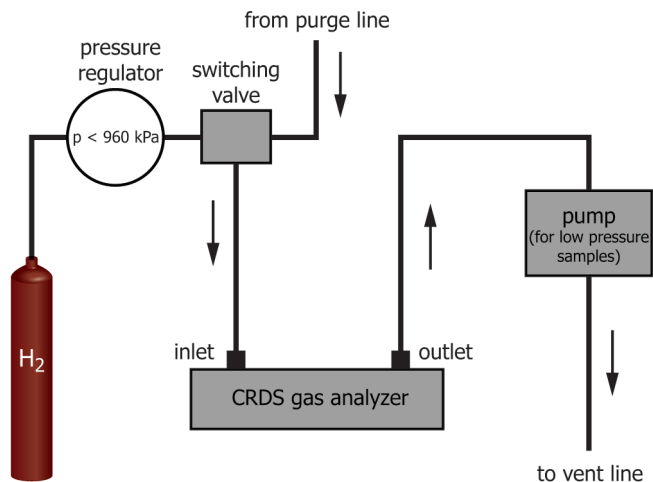 from purge line
pressure
regulator
switching
valve
p < 960 kPa
pump
(for low pressure
samples)
H₂
inlet
outlet
CRDS gas analyzer
to vent line